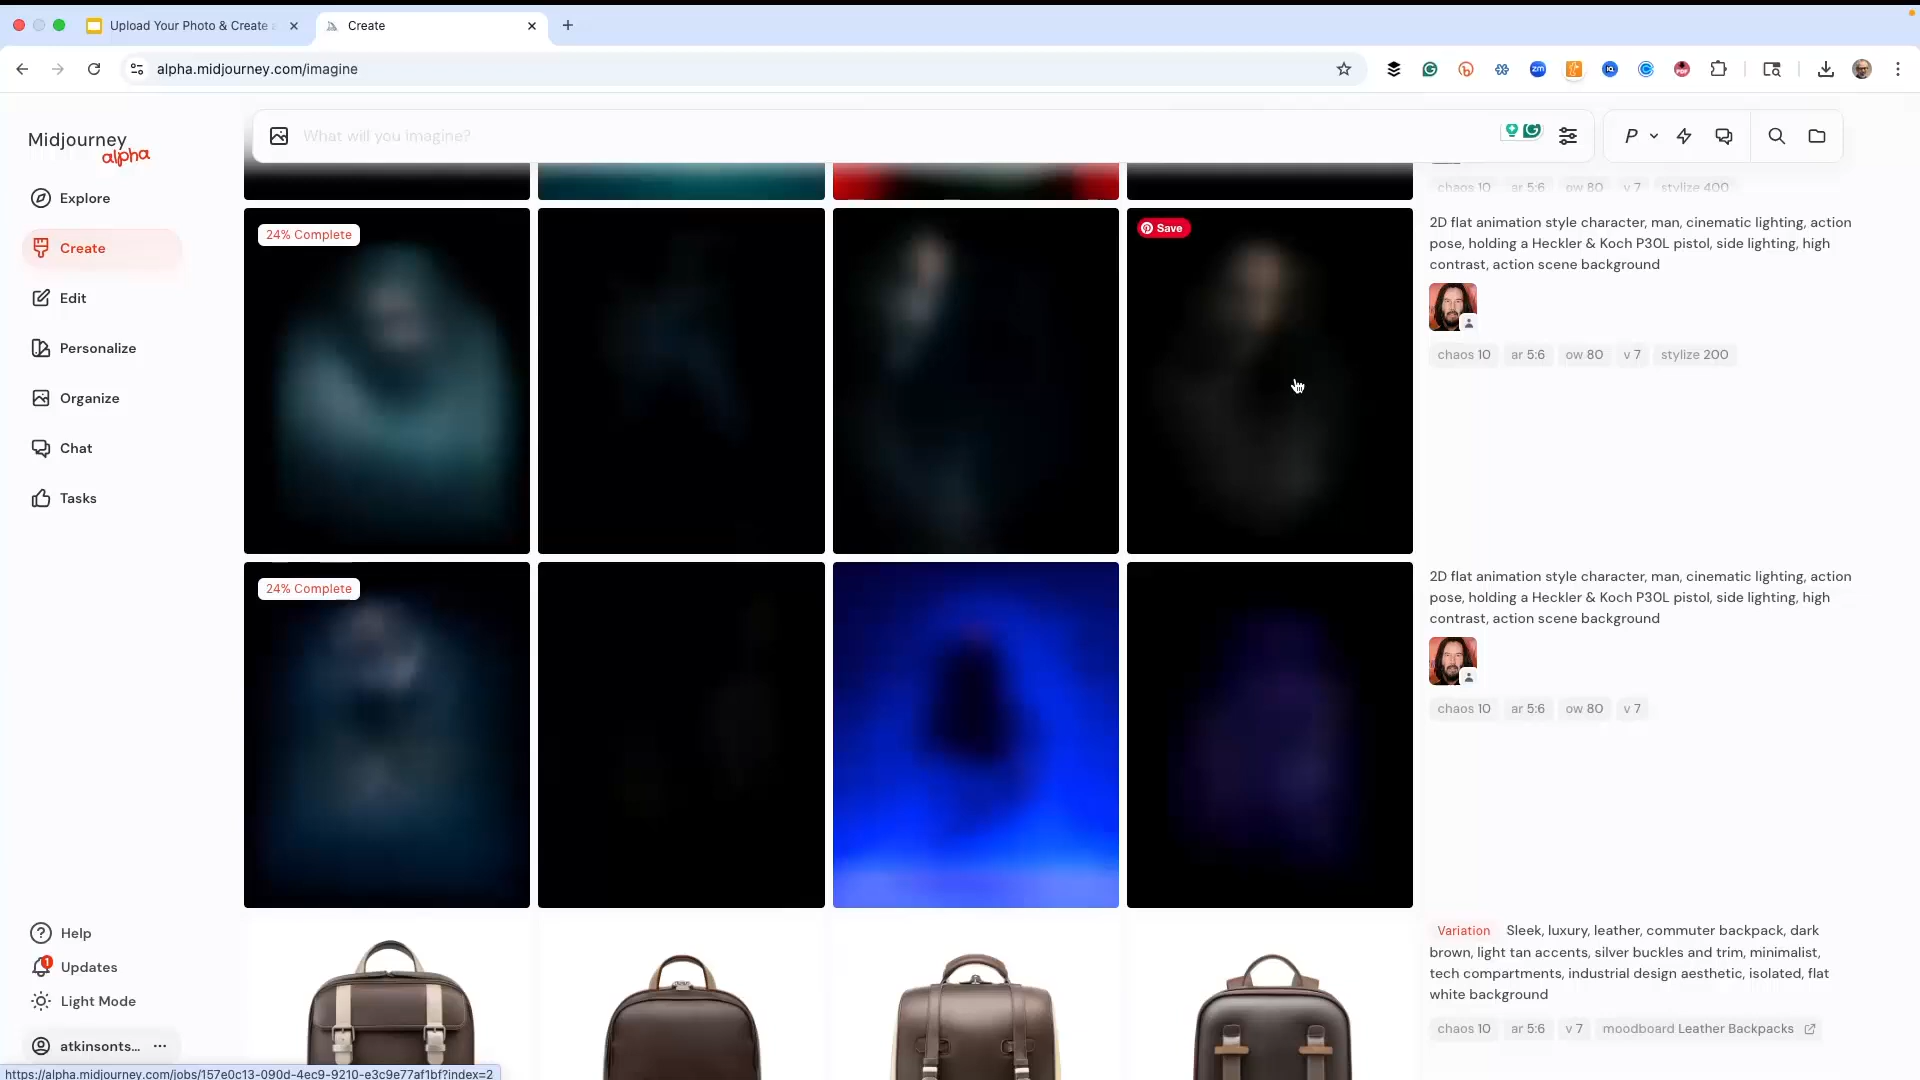 Upload Your Photo & Create
Create
alpha.midjourney.com/imagine
Midjourney
alpha
What will you imagine?
Explore
Create
Edit
Personalize
Organize
Chat
Tasks
Help
1
Updates
Light Mode
atkinsonts...
chaos 10 ar 5:6 ow 80 v 7 stylize 400
24% Complete
Save
2D flat animation style character, man, cinematic lighting, action
pose, holding a Heckler & Koch P30L pistol, side lighting, high
contrast, action scene background
chaos 10 ar 5:6 ow 80 v 7 stylize 200
24% Complete
2D flat animation style character, man, cinematic lighting, action
pose, holding a Heckler & Koch P30L pistol, side lighting, high
contrast, action scene background
chaos 10 ar 5:6 ow 80 v 7
Variation Sleek, luxury, leather, commuter backpack, dark
brown, light tan accents, silver buckles and trim, minimalist,
tech compartments, industrial design aesthetic, isolated, flat
white background
chaos 10 ar 5:6 v 7 moodboard Leather Backpacks
https://alpha.midjourney.com/jobs/157e0c13-090d-4ec9-9210-e3c9e77af1bf?index=2